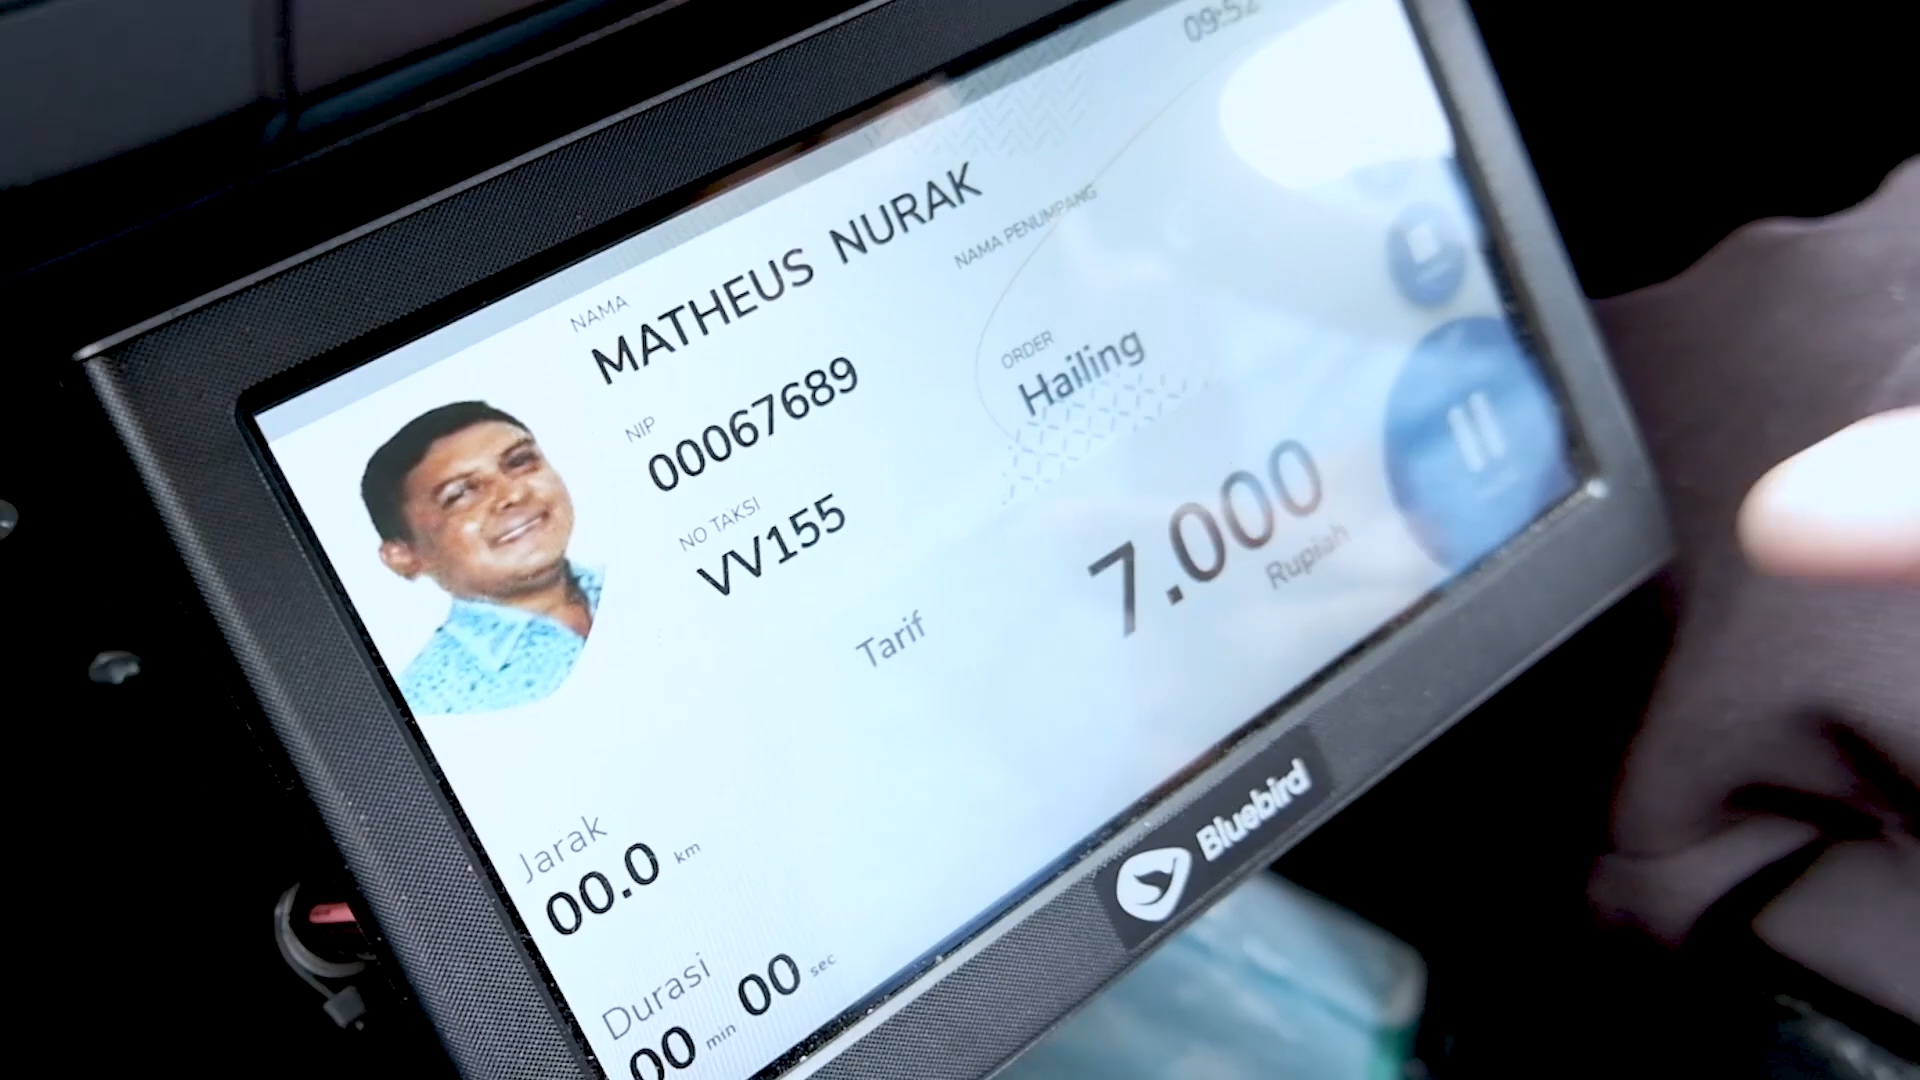 09:52
NAMA
MATHEUS NURAK
NAMA PENUMPANG
NIP
00067689
ORDER
Hailing
NO TAKSI
VV155
Tarif
7.000
Rupiah
Jarak
00.0 km
Durasi
00 min 00 sec
Bluebird